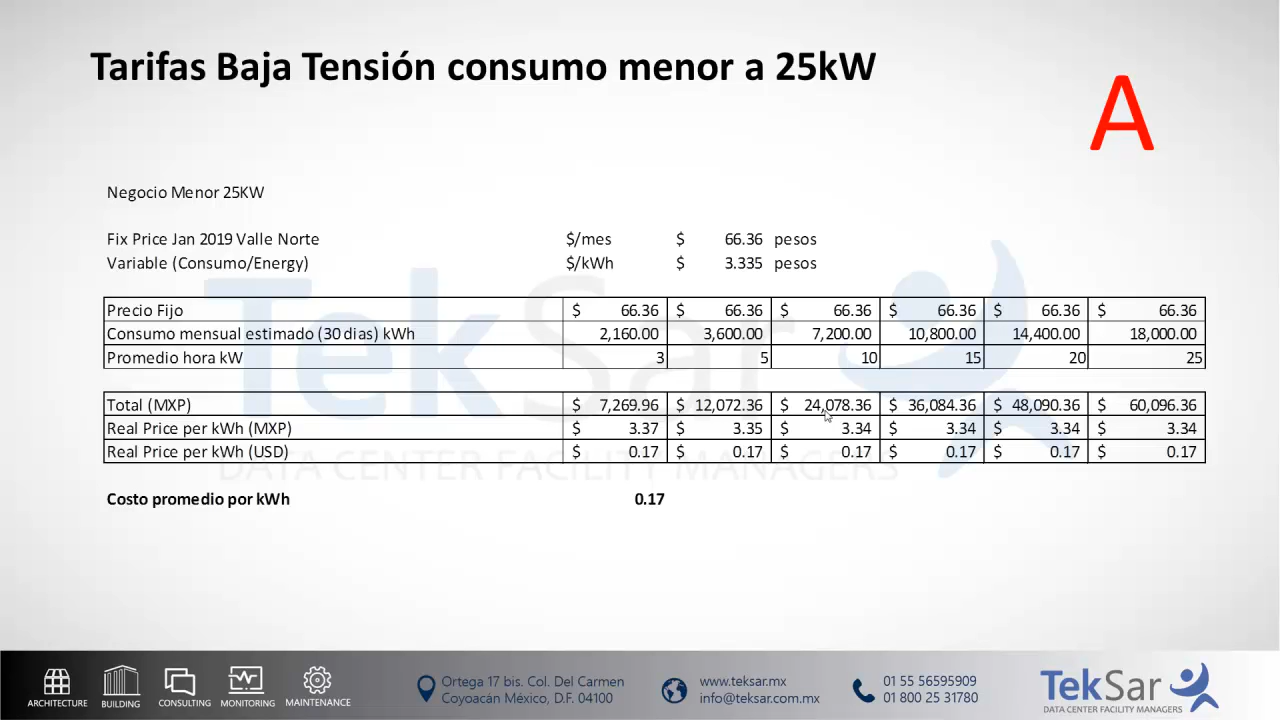 Tarifas Baja Tensión consumo menor a 25kW
A
Negocio Menor 25KW
Fix Price Jan 2019 Valle Norte $/mes $ 66.36 pesos
Variable (Consumo/Energy) $/kWh $ 3.335 pesos
Precio Fijo $ 66.36 $ 66.36 $ 66.36 $ 66.36 $ 66.36 $ 66.36
Consumo mensual estimado (30 dias) kWh 2,160.00 3,600.00 7,200.00 10,800.00 14,400.00 18,000.00
Promedio hora kW 3 5 10 15 20 25
Total (MXP) $ 7,269.96 $ 12,072.36 $ 24,078.36 $ 36,084.36 $ 48,090.36 $ 60,096.36
Real Price per kWh (MXP) $ 3.37 $ 3.35 $ 3.34 $ 3.34 $ 3.34 $ 3.34
Real Price per kWh (USD) $ 0.17 $ 0.17 $ 0.17 $ 0.17 $ 0.17 $ 0.17
Costo promedio por kWh 0.17
TekSar
DATA CENTER FACILITY MANAGERS
ARCHITECTURE
BUILDING
CONSULTING
MONITORING
MAINTENANCE
Ortega 17 bis. Col. Del Carmen
Coyoacán México, D.F. 04100
www.teksar.mx
info@teksar.com.mx
01 55 56595909
01 800 25 31780
TekSar
DATA CENTER FACILITY MANAGERS